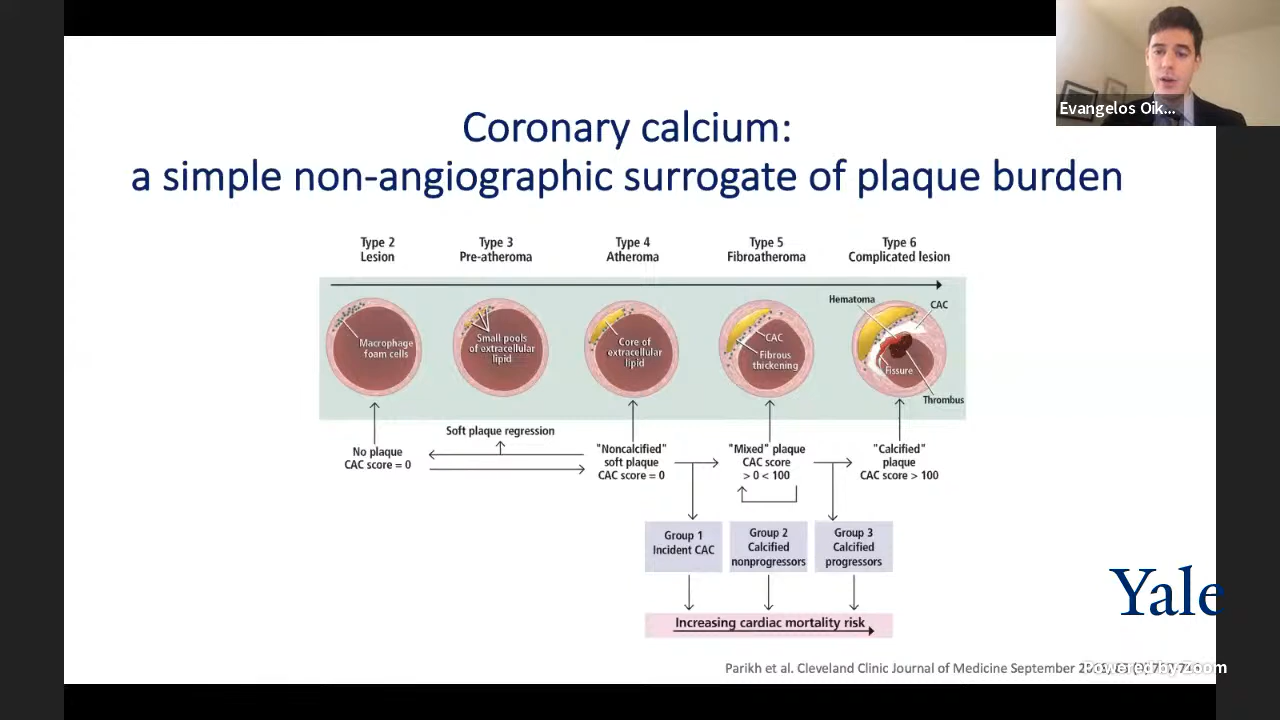 Evangelos Oik...
Coronary calcium:
a simple non-angiographic surrogate of plaque burden
Type 2
Lesion
Type 3
Pre-atheroma
Type 4
Atheroma
Type 5
Fibroatheroma
Type 6
Complicated lesion
Macrophage
foam cells
Small pools
of extracellular
lipid
Core of
extracellular
lipid
CAC
Fibrous
thickening
Hematoma
CAC
Fissure
Thrombus
No plaque
CAC score = 0
Soft plaque regression
"Noncalcified"
soft plaque
CAC score = 0
"Mixed" plaque
CAC score
> 0 < 100
"Calcified"
plaque
CAC score > 100
Group 1
Incident CAC
Group 2
Calcified
nonprogressors
Group 3
Calcified
progressors
Increasing cardiac mortality risk
Yale
Parikh et al. Cleveland Clinic Journal of Medicine September
Powered by Zoom